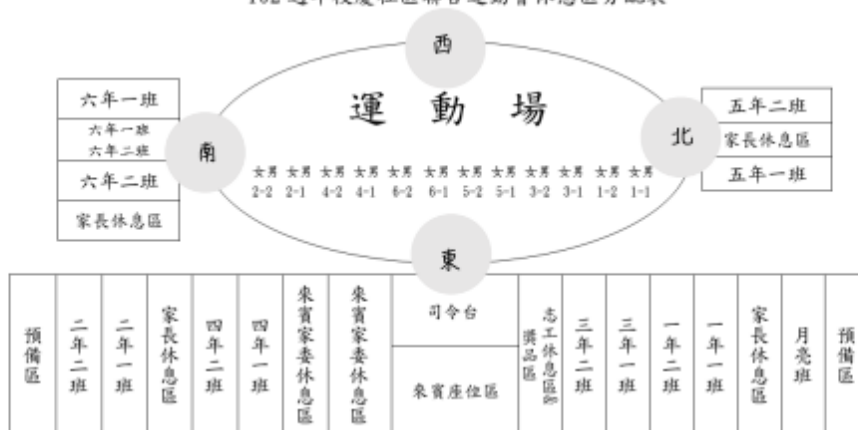 西
運動場
南
北
六年一班
六年一班
六年二班
六年二班
家長休息區
五年二班
家長休息區
五年一班
女男 女男 女男 女男 女男 女男 女男 女男 女男 女男 女男 女男
2-2 2-1 4-2 4-1 6-2 6-1 5-2 5-1 3-2 3-1 1-2 1-1
東
預備區
二年二班
二年一班
家長休息區
四年二班
四年一班
來賓家委休息區
來賓家委休息區
司令台
來賓座位區
志工休息區&
獎品區
三年二班
三年一班
一年二班
一年一班
家長休息區
月亮班
預備區